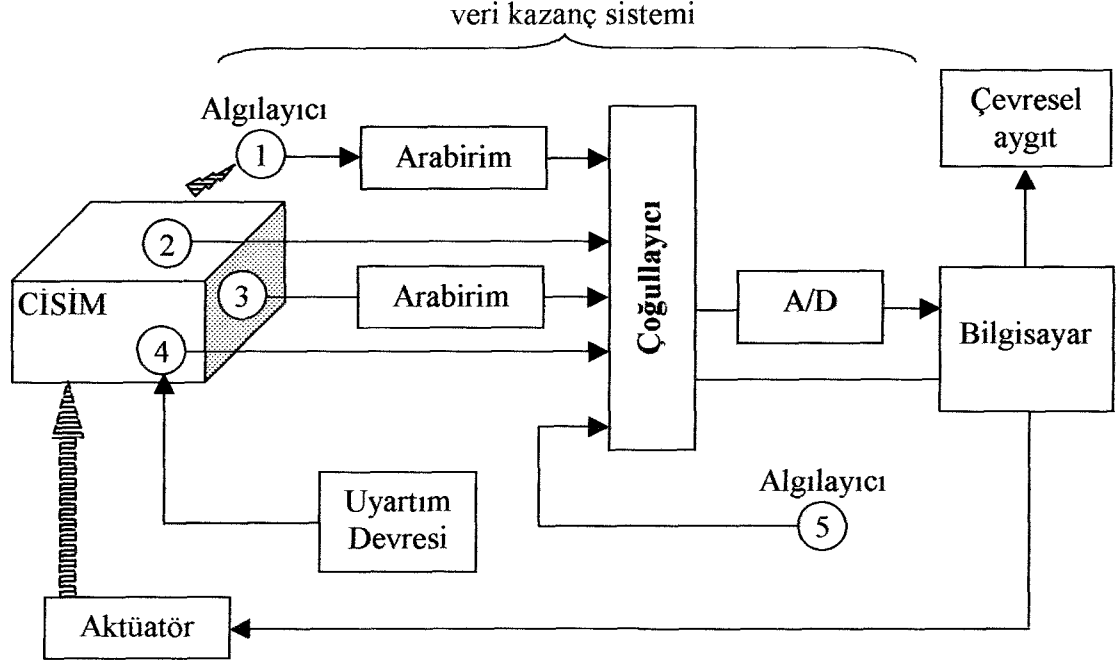 veri kazanç sistemi
Algılayıcı
1
Arabirim
Çevresel
aygıt
2
CİSİM
3
Arabirim
4
Çoğullayıcı
A/D
Bilgisayar
Uyartım
Devresi
Algılayıcı
5
Aktüatör